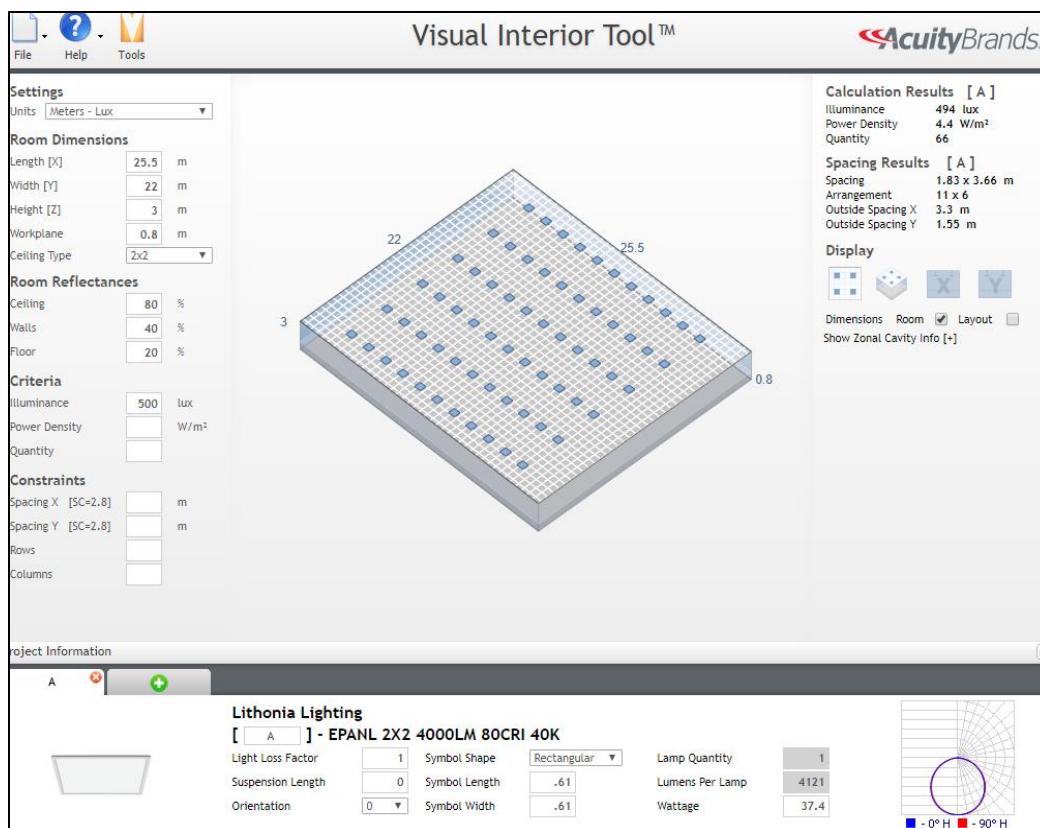 File Help Tools
Visual Interior Tool™
AcuityBrands.
Settings
Units Meters - Lux
Room Dimensions
Length [X] 25.5 m
Width [Y] 22 m
Height [Z] 3 m
Workplane 0.8 m
Ceiling Type 2x2
Room Reflectances
Ceiling 80 %
Walls 40 %
Floor 20 %
Criteria
Illuminance 500 lux
Power Density W/m²
Quantity
Constraints
Spacing X [SC=2.8] m
Spacing Y [SC=2.8] m
Rows
Columns
22
25.5
3
0.8
Calculation Results [ A ]
Illuminance 494 lux
Power Density 4.4 W/m²
Quantity 66
Spacing Results [ A ]
Spacing 1.83 x 3.66 m
Arrangement 11 x 6
Outside Spacing X 3.3 m
Outside Spacing Y 1.55 m
Display
X Y
Dimensions Room Layout
Show Zonal Cavity Info [+]
roject Information
A
Lithonia Lighting
[ A ] - EPANL 2X2 4000LM 80CRI 40K
Light Loss Factor 1 Symbol Shape Rectangular Lamp Quantity 1
Suspension Length 0 Symbol Length .61 Lumens Per Lamp 4121
Orientation 0 Symbol Width .61 Wattage 37.4
- 0° H - 90° H